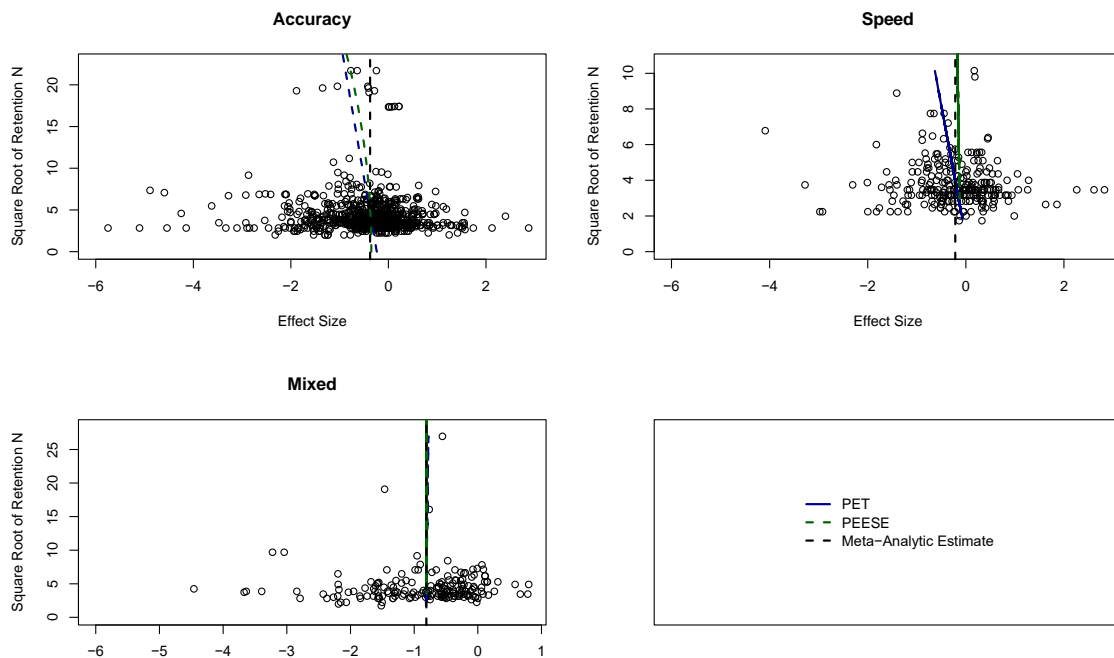 Accuracy
Square Root of Retention N
0 5 10 15 20
−6 −4 −2 0 2
Effect Size
Speed
Square Root of Retention N
0 2 4 6 8 10
−6 −4 −2 0 2
Effect Size
Mixed
Square Root of Retention N
0 5 10 15 20 25
−6 −5 −4 −3 −2 −1 0 1
PET
PEESE
Meta−Analytic Estimate